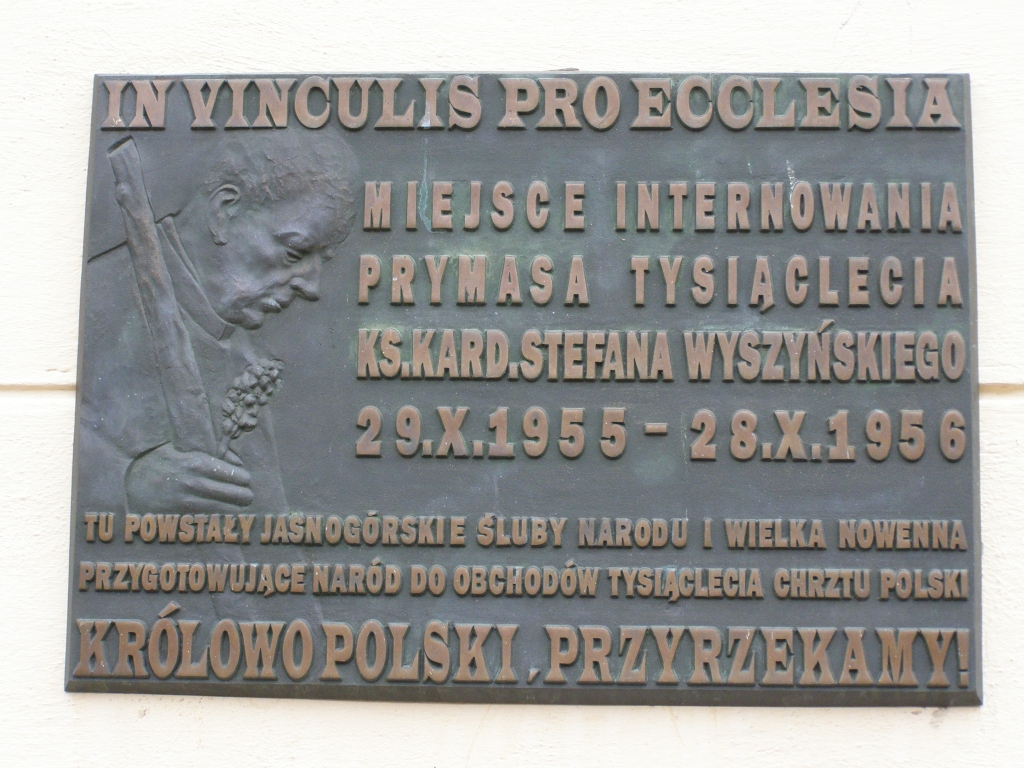 IN VINCULIS PRO ECCLESIA
MIEJSCE INTERNOWANIA
PRYMASA TYSIĄCLECIA
KS.KARD.STEFANA WYSZYŃSKIEGO
29.X.1955 - 28.X.1956
TU POWSTAŁY JASNOGÓRSKIE ŚLUBY NARODU I WIELKA NOWENNA
PRZYGOTOWUJĄCE NARÓD DO OBCHODÓW TYSIĄCLECIA CHRZTU POLSKI
KRÓLOWO POLSKI, PRZYRZEKAMY!